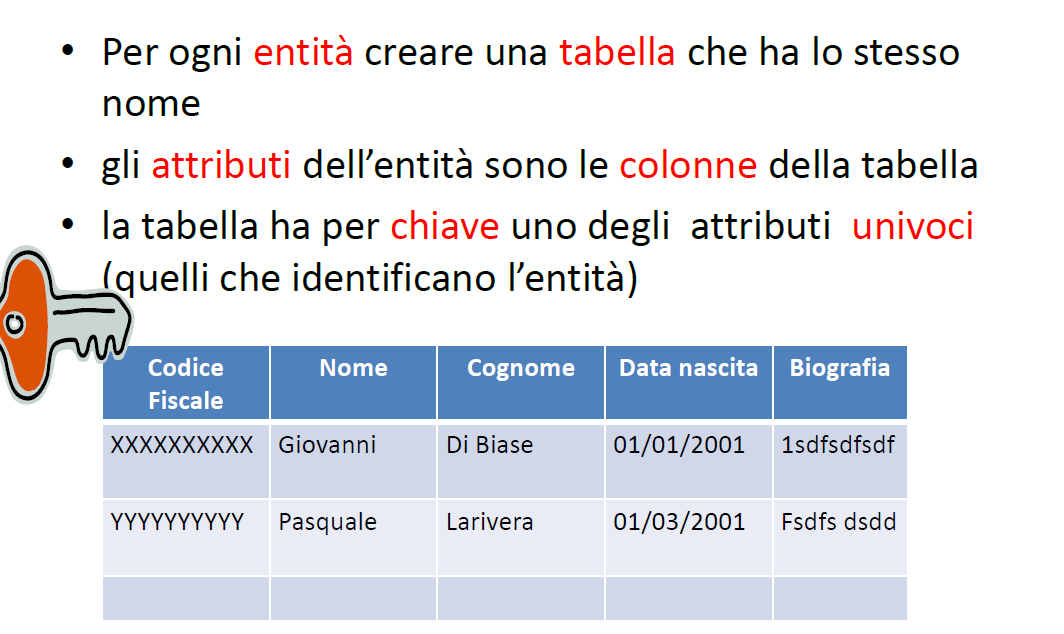 • Per ogni entità creare una tabella che ha lo stesso
nome
• gli attributi dell’entità sono le colonne della tabella
• la tabella ha per chiave uno degli attributi univoci
(quelli che identificano l’entità)
Codice Fiscale Nome Cognome Data nascita Biografia
XXXXXXXXXX Giovanni Di Biase 01/01/2001 1sdfsdfsdf
YYYYYYYYYY Pasquale Larivera 01/03/2001 Fsdfs dsdd